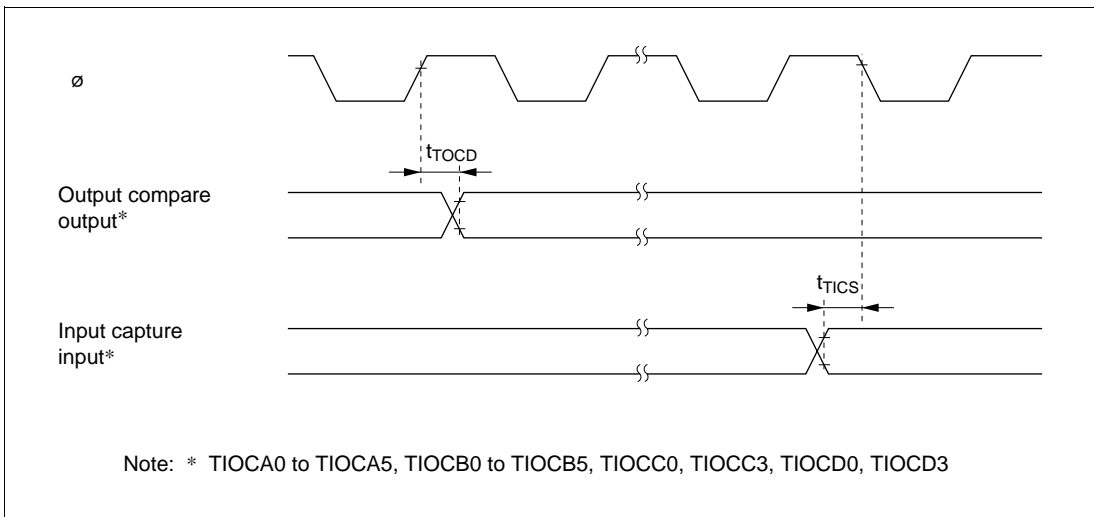 ø
tTOCD
Output compare
output*
tTICS
Input capture
input*
Note: * TIOCA0 to TIOCA5, TIOCB0 to TIOCB5, TIOCC0, TIOCC3, TIOCD0, TIOCD3